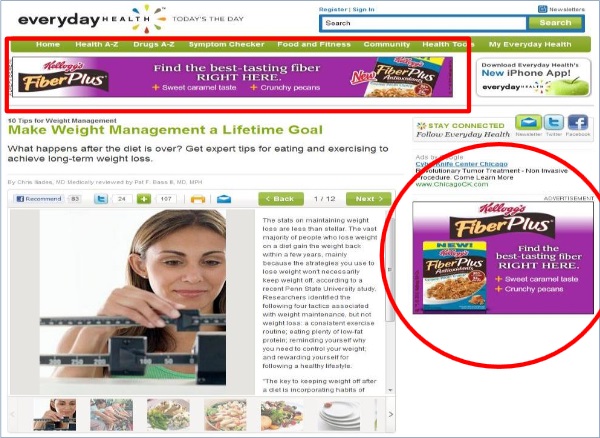 everyday HEALTH
TODAY'S THE DAY
Register | Sign In
Newsletters
Search
Search
Home
Health A-Z
Drugs A-Z
Symptom Checker
Food and Fitness
Community
Health Tools
My Everyday Health
Kellogg's
FiberPlus
Find the best-tasting fiber
RIGHT HERE.
+ Sweet caramel taste + Crunchy pecans
New
Kellogg's
FiberPlus
Download Everyday Health's
New iPhone App!
everyday HEALTH
10 Tips for Weight Management
Make Weight Management a Lifetime Goal
What happens after the diet is over? Get expert tips for eating and exercising to
achieve long-term weight loss.
STAY CONNECTED
Follow Everyday Health
Newsletter
Twitter
Facebook
By Chris Iliades, MD Medically reviewed by Pat F. Bass III, MD, MPH
Ads by Google
CyberKnife Center Chicago
Revolutionary Tumor Treatment - Non Invasive
Procedure. Come Learn More
www.ChicagoCK.com
Recommend 83
24
107
< Back
1 / 12
Next >
The stats on maintaining weight
loss are less than stellar. The vast
majority of people who lose weight
on a diet gain the weight back
within a few years, mainly
because the strategies you use to
lose weight won't necessarily
keep weight off, according to a
recent Penn State University study.
Researchers identified the
following four tactics associated
with weight maintenance, but not
weight loss: a consistent exercise
routine; eating plenty of low-fat
protein; reminding yourself why
you need to control your weight;
and rewarding yourself for
following a healthy lifestyle.
"The key to keeping weight off after
a diet is incorporating habits of
ADVERTISEMENT
Kellogg's
FiberPlus
NEW!
Kellogg's
FiberPlus
Antioxidants
Find the
best-tasting fiber
RIGHT HERE.
+ Sweet caramel taste
+ Crunchy pecans